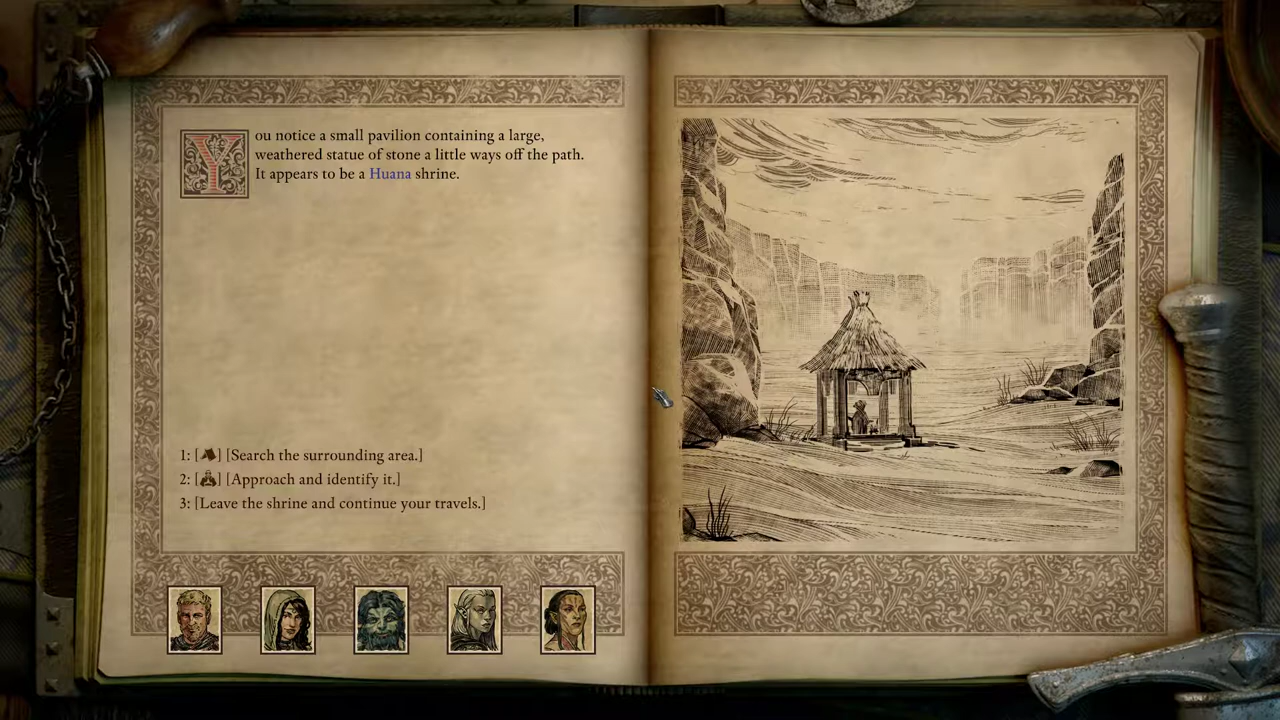 You notice a small pavilion containing a large,
weathered statue of stone a little ways off the path.
It appears to be a Huana shrine.
1: [] [Search the surrounding area.]
2: [] [Approach and identify it.]
3: [Leave the shrine and continue your travels.]